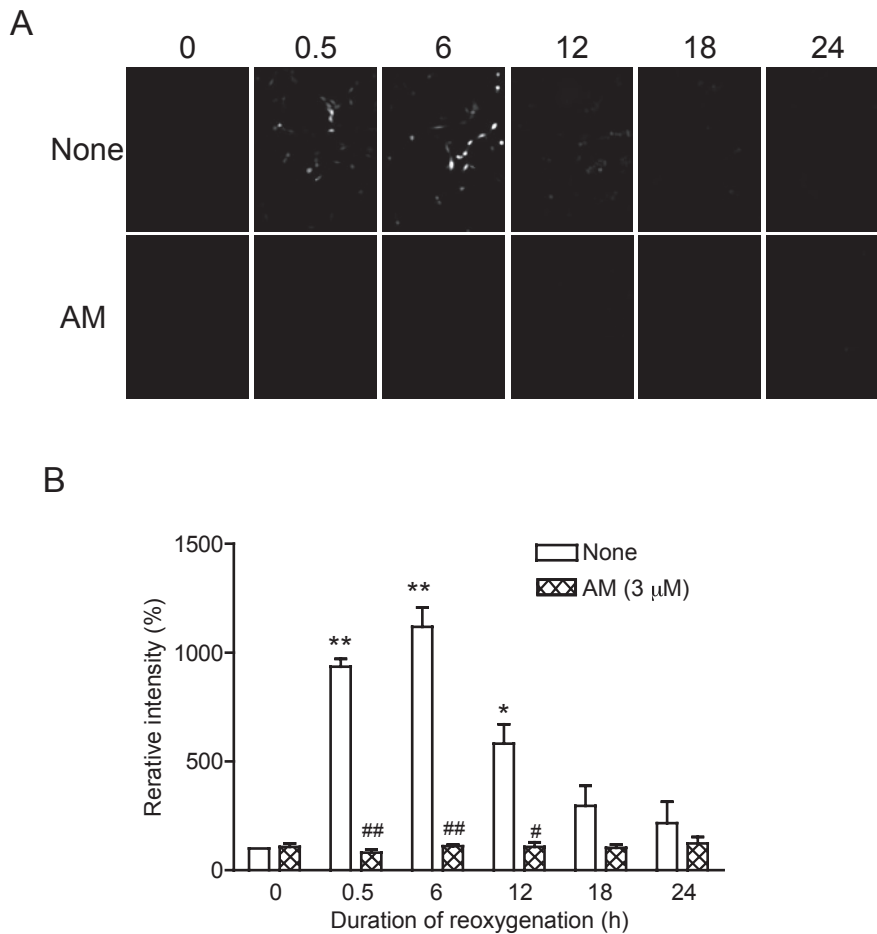 A
0 0.5 6 12 18 24
None
AM
B
1500
1000
500
0
Rerative intensity (%)
None
AM (3 μM)
**
**
*
##
##
#
0 0.5 6 12 18 24
Duration of reoxygenation (h)